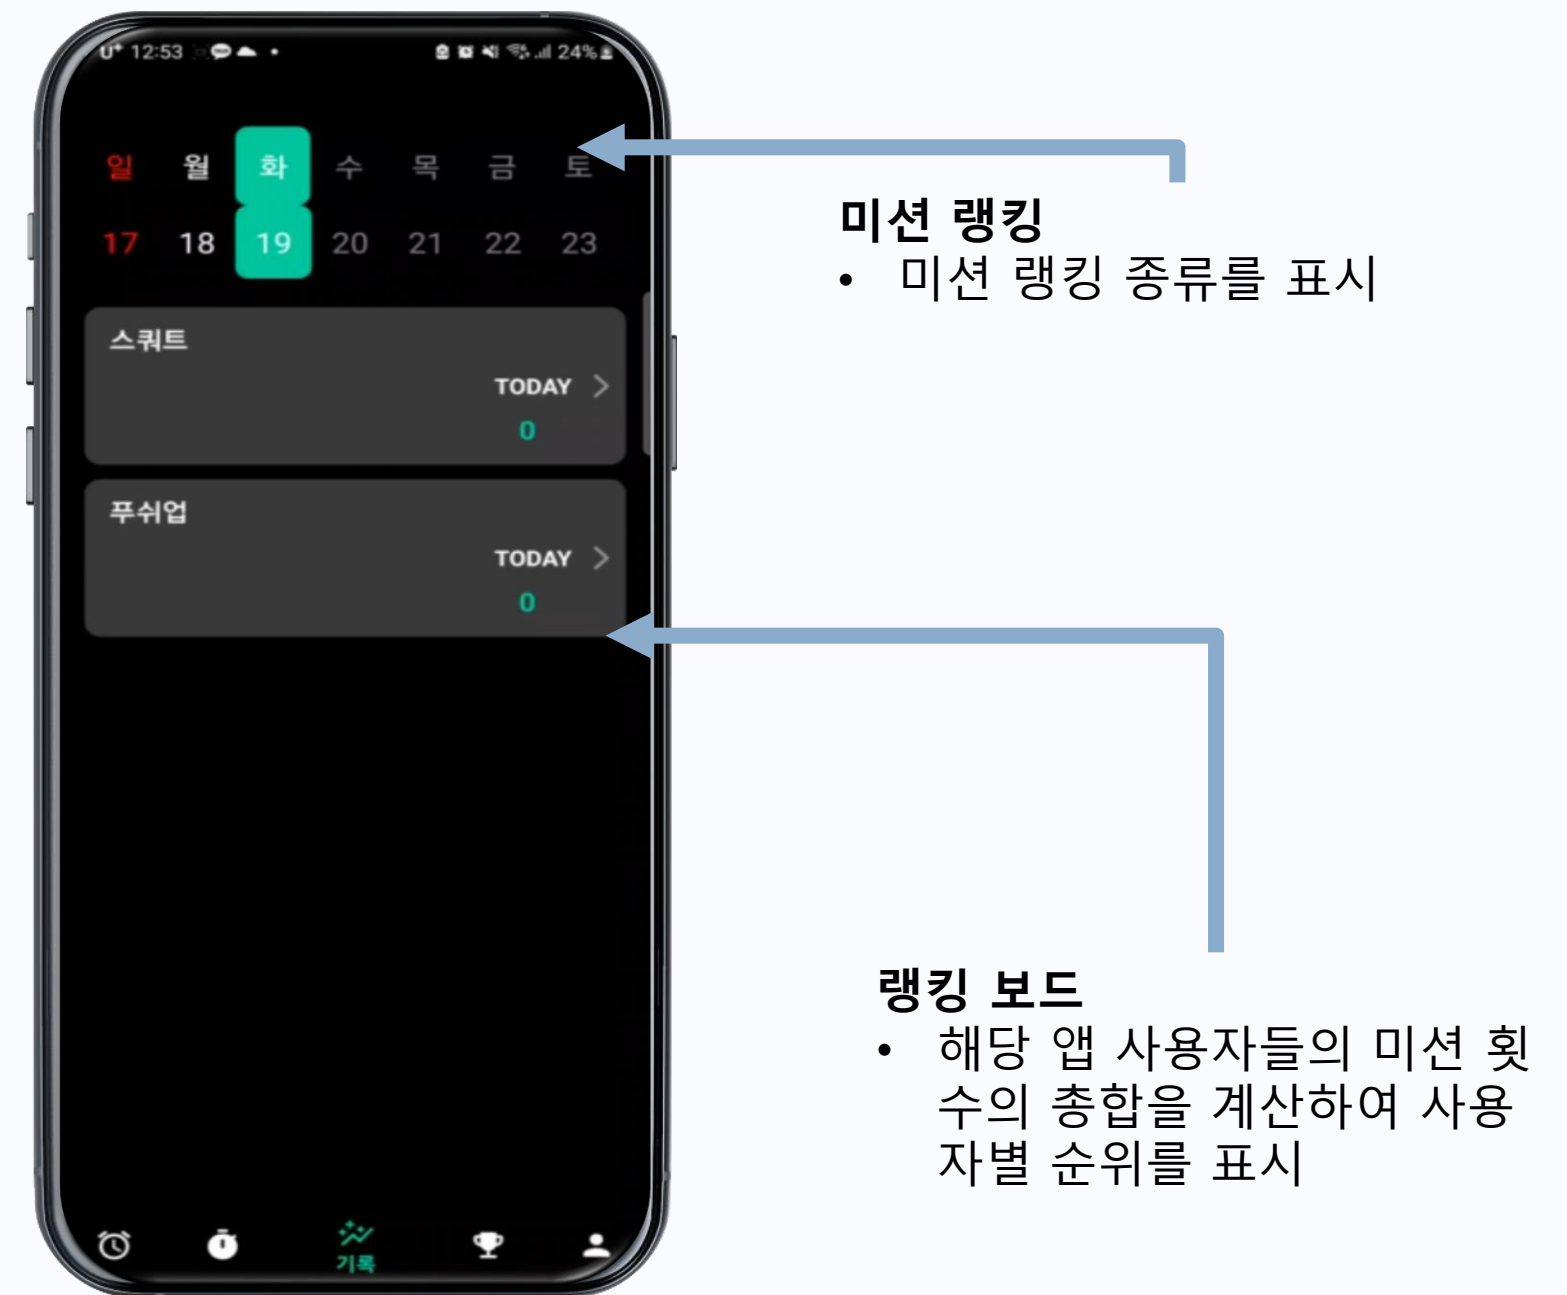 U+ 12:53
24%
일 월 화 수 목 금 토
17 18 19 20 21 22 23
스쿼트
TODAY
0
푸쉬업
TODAY
0
기록
미션 랭킹
• 미션 랭킹 종류를 표시
랭킹 보드
• 해당 앱 사용자들의 미션 횟
수의 총합을 계산하여 사용
자별 순위를 표시